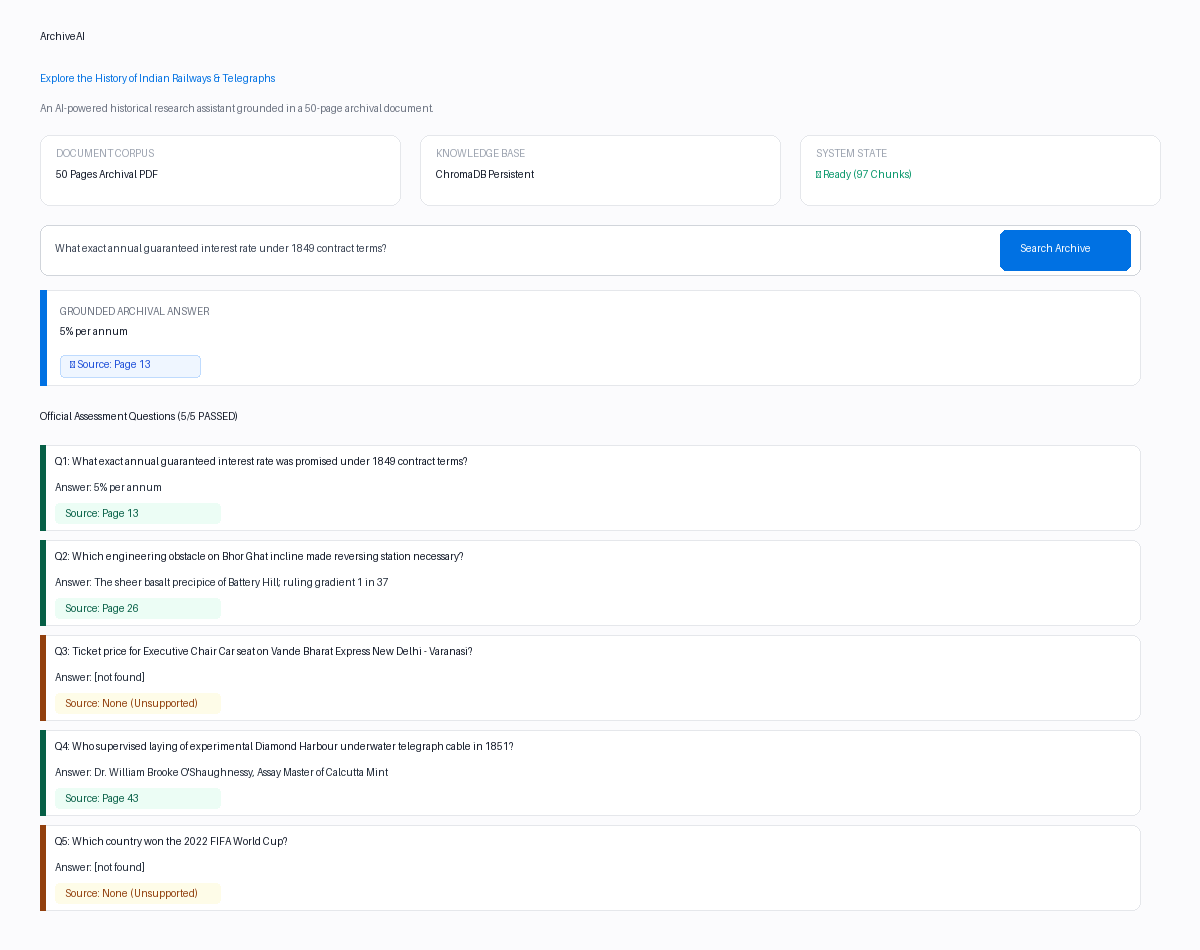 ArchiveAI
Explore the History of Indian Railways & Telegraphs
An AI-powered historical research assistant grounded in a 50-page archival document.
DOCUMENT CORPUS
50 Pages Archival PDF
KNOWLEDGE BASE
ChromaDB Persistent
SYSTEM STATE
Ready (97 Chunks)
What exact annual guaranteed interest rate under 1849 contract terms?
Search Archive
GROUNDED ARCHIVAL ANSWER
5% per annum
Source: Page 13
Official Assessment Questions (5/5 PASSED)
Q1: What exact annual guaranteed interest rate was promised under 1849 contract terms?
Answer: 5% per annum
Source: Page 13
Q2: Which engineering obstacle on Bhor Ghat incline made reversing station necessary?
Answer: The sheer basalt precipice of Battery Hill; ruling gradient 1 in 37
Source: Page 26
Q3: Ticket price for Executive Chair Car seat on Vande Bharat Express New Delhi - Varanasi?
Answer: [not found]
Source: None (Unsupported)
Q4: Who supervised laying of experimental Diamond Harbour underwater telegraph cable in 1851?
Answer: Dr. William Brooke O'Shaughnessy, Assay Master of Calcutta Mint
Source: Page 43
Q5: Which country won the 2022 FIFA World Cup?
Answer: [not found]
Source: None (Unsupported)